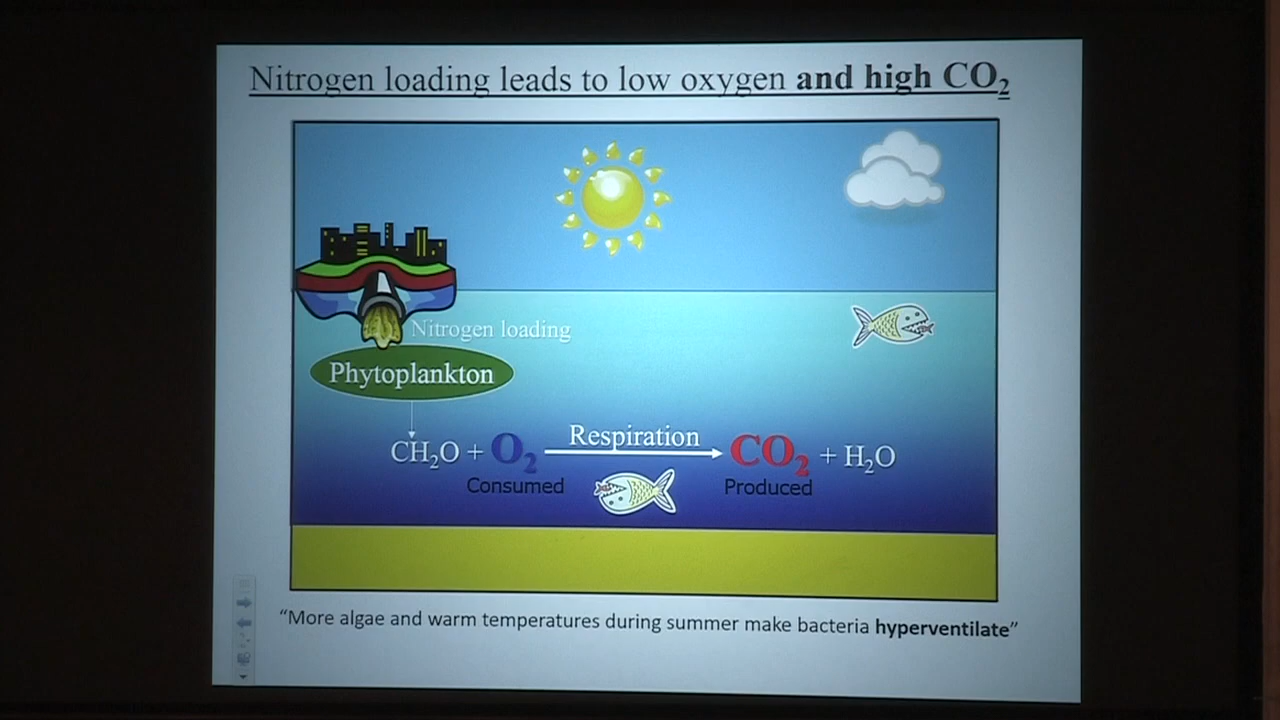 Nitrogen loading leads to low oxygen and high CO₂
Nitrogen loading
Phytoplankton
CH₂O + O₂ Respiration CO₂ + H₂O
Consumed Produced
“More algae and warm temperatures during summer make bacteria hyperventilate”